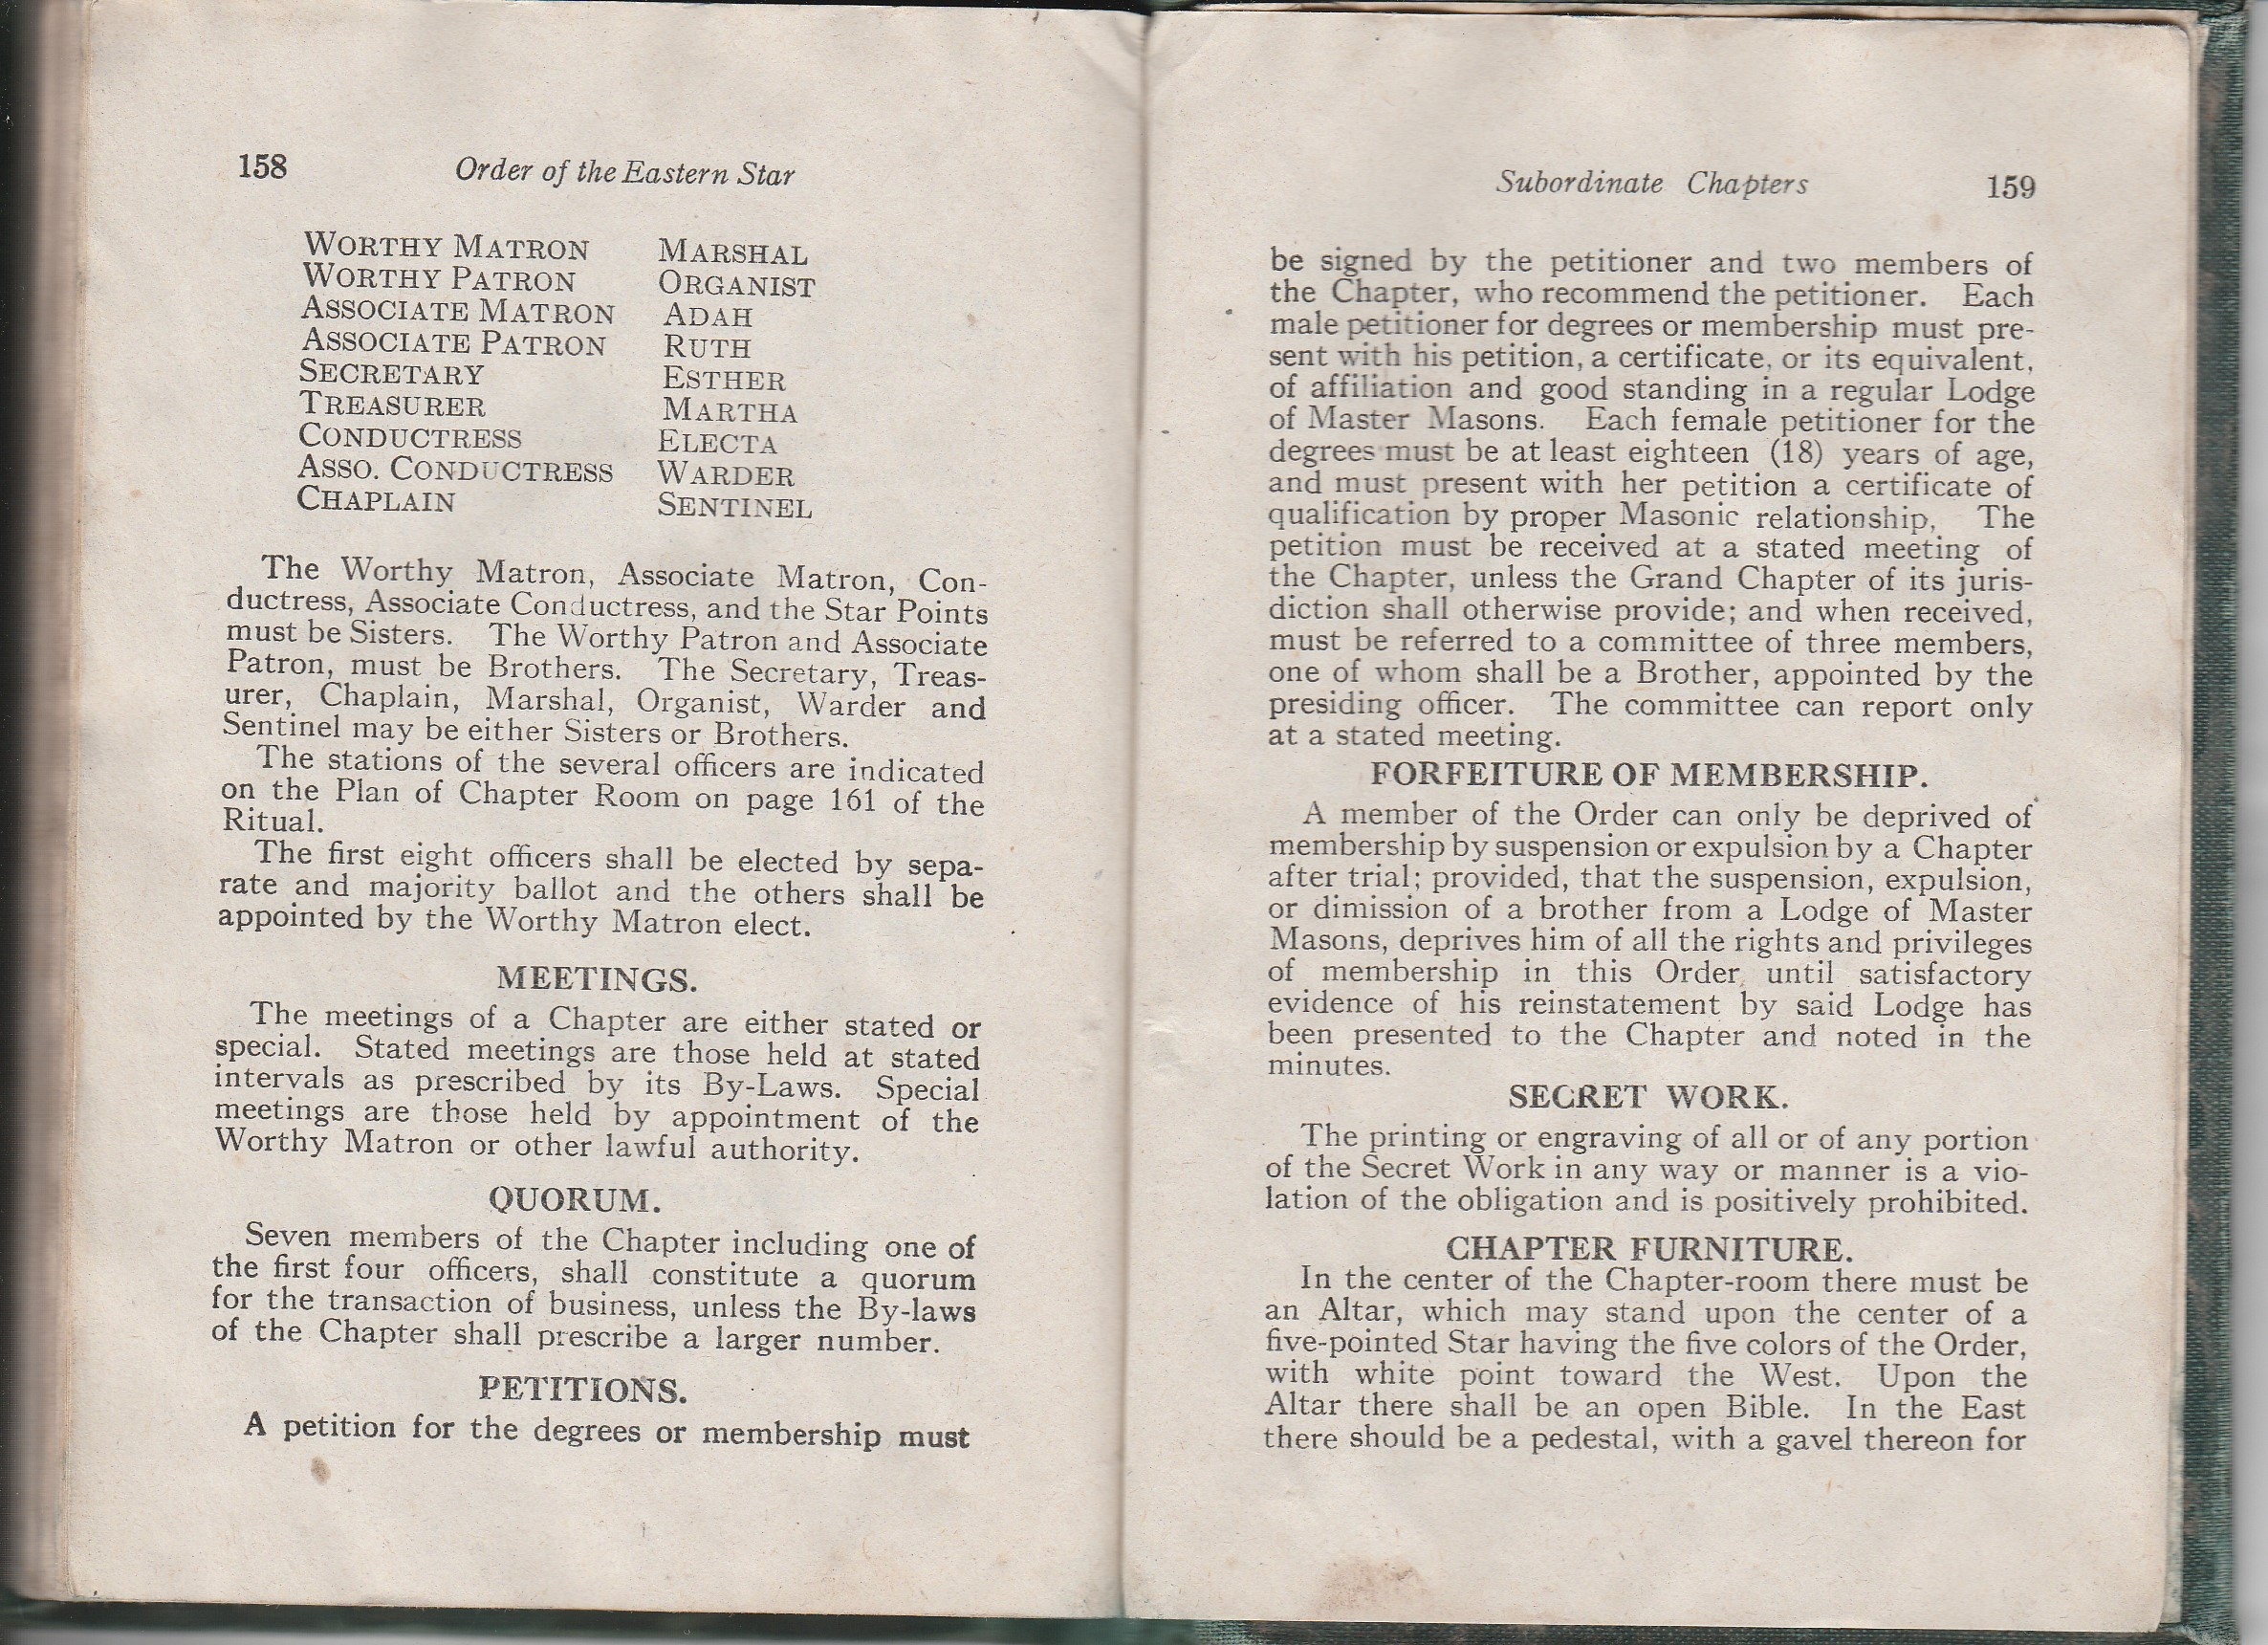 158
Order of the Eastern Star
WORTHY MATRON
WORTHY PATRON
ASSOCIATE MATRON
ASSOCIATE PATRON
SECRETARY
TREASURER
CONDUCTRESS
ASSO. CONDUCTRESS
CHAPLAIN
MARSHAL
ORGANIST
ADAH
RUTH
ESTHER
MARTHA
ELECTA
WARDER
SENTINEL
The Worthy Matron, Associate Matron, Con-
ductress, Associate Conductress, and the Star Points
must be Sisters. The Worthy Patron and Associate
Patron, must be Brothers. The Secretary, Treas-
urer, Chaplain, Marshal, Organist, Warder and
Sentinel may be either Sisters or Brothers.
The stations of the several officers are indicated
on the Plan of Chapter Room on page 161 of the
Ritual.
The first eight officers shall be elected by sepa-
rate and majority ballot and the others shall be
appointed by the Worthy Matron elect.
MEETINGS.
The meetings of a Chapter are either stated or
special. Stated meetings are those held at stated
intervals as prescribed by its By-Laws. Special
meetings are those held by appointment of the
Worthy Matron or other lawful authority.
QUORUM.
Seven members of the Chapter including one of
the first four officers, shall constitute a quorum
for the transaction of business, unless the By-laws
of the Chapter shall prescribe a larger number.
PETITIONS.
A petition for the degrees or membership must
Subordinate Chapters
159
be signed by the petitioner and two members of
the Chapter, who recommend the petitioner. Each
male petitioner for degrees or membership must pre-
sent with his petition, a certificate, or its equivalent,
of affiliation and good standing in a regular Lodge
of Master Masons. Each female petitioner for the
degrees must be at least eighteen (18) years of age,
and must present with her petition a certificate of
qualification by proper Masonic relationship, The
petition must be received at a stated meeting of
the Chapter, unless the Grand Chapter of its juris-
diction shall otherwise provide; and when received,
must be referred to a committee of three members,
one of whom shall be a Brother, appointed by the
presiding officer. The committee can report only
at a stated meeting.
FORFEITURE OF MEMBERSHIP.
A member of the Order can only be deprived of
membership by suspension or expulsion by a Chapter
after trial; provided, that the suspension, expulsion,
or dimission of a brother from a Lodge of Master
Masons, deprives him of all the rights and privileges
of membership in this Order, until satisfactory
evidence of his reinstatement by said Lodge has
been presented to the Chapter and noted in the
minutes.
SECRET WORK.
The printing or engraving of all or of any portion
of the Secret Work in any way or manner is a vio-
lation of the obligation and is positively prohibited.
CHAPTER FURNITURE.
In the center of the Chapter-room there must be
an Altar, which may stand upon the center of a
five-pointed Star having the five colors of the Order,
with white point toward the West. Upon the
Altar there shall be an open Bible. In the East
there should be a pedestal, with a gavel thereon for